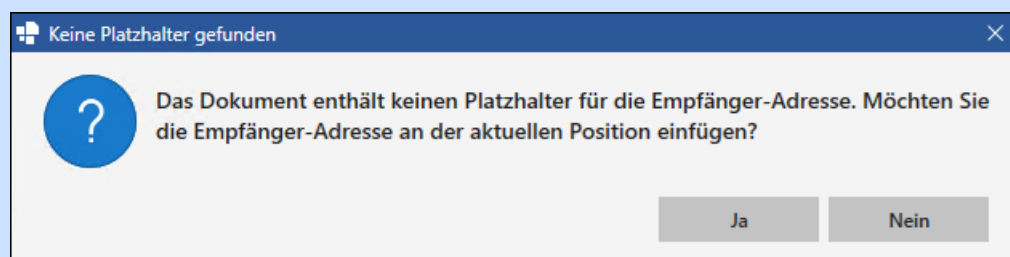 Keine Platzhalter gefunden
Das Dokument enthält keinen Platzhalter für die Empfänger-Adresse. Möchten Sie
die Empfänger-Adresse an der aktuellen Position einfügen?
Ja Nein